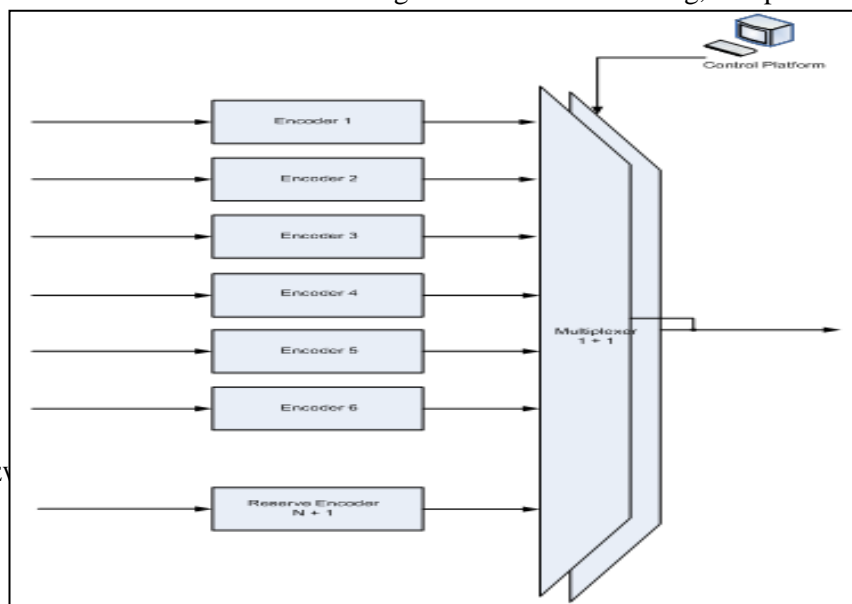 Control Platform
Encoder 1
Encoder 2
Encoder 3
Encoder 4
Multiplexer
1 + 1
Encoder 5
Encoder 6
Reserve Encoder
N + 1